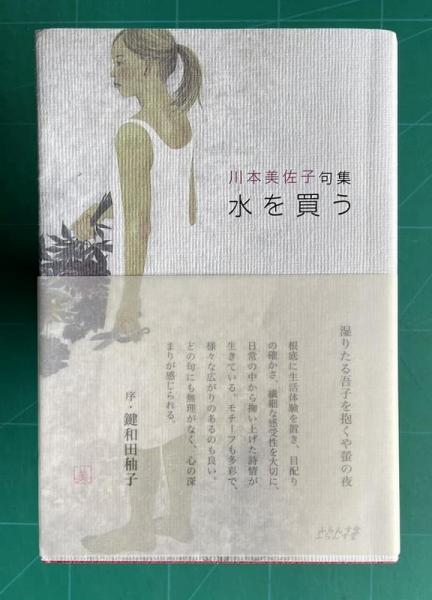 川本美佐子句集
水を買う
湿りたる吾子を抱くや螢の夜
根底に生活体験を置き、目配り
の確かさ、繊細な感受性を大切に、
日常の中から掬い上げた詩情が
生きている。モチーフも多彩で、
様々な広がりのあるのも良い。
どの句にも無理がなく、心の深
まりが感じられる。
序・鍵和田秞子
美